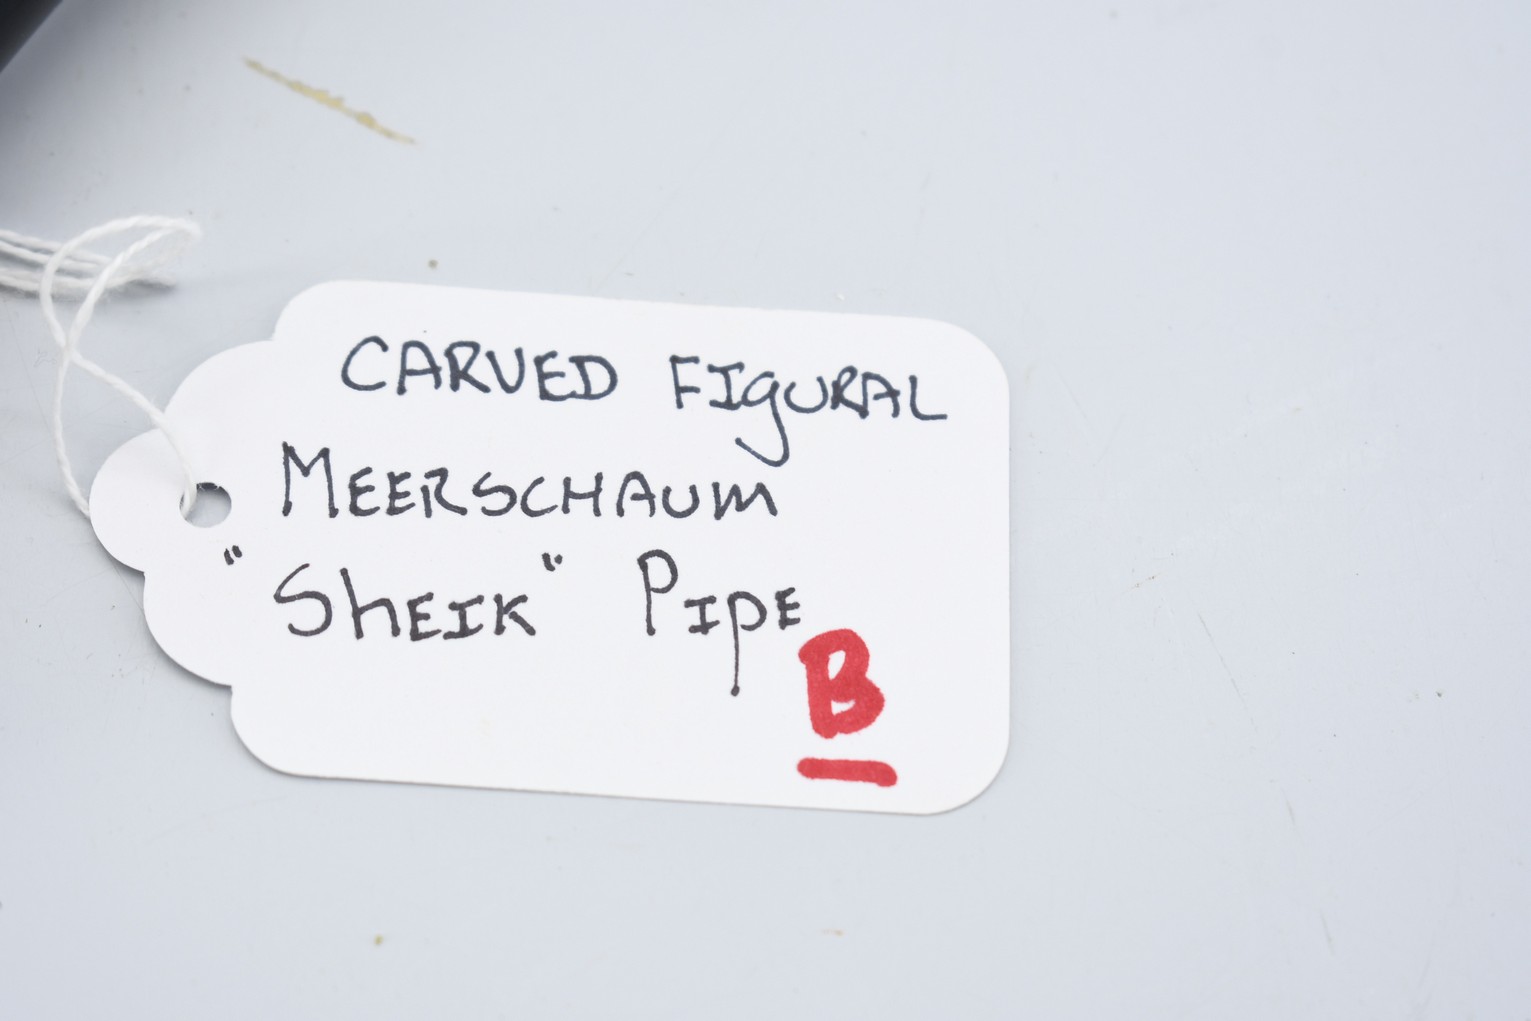 CARVED FIGURAL
MEERSCHAUM
"SHEIK" PIPE
B